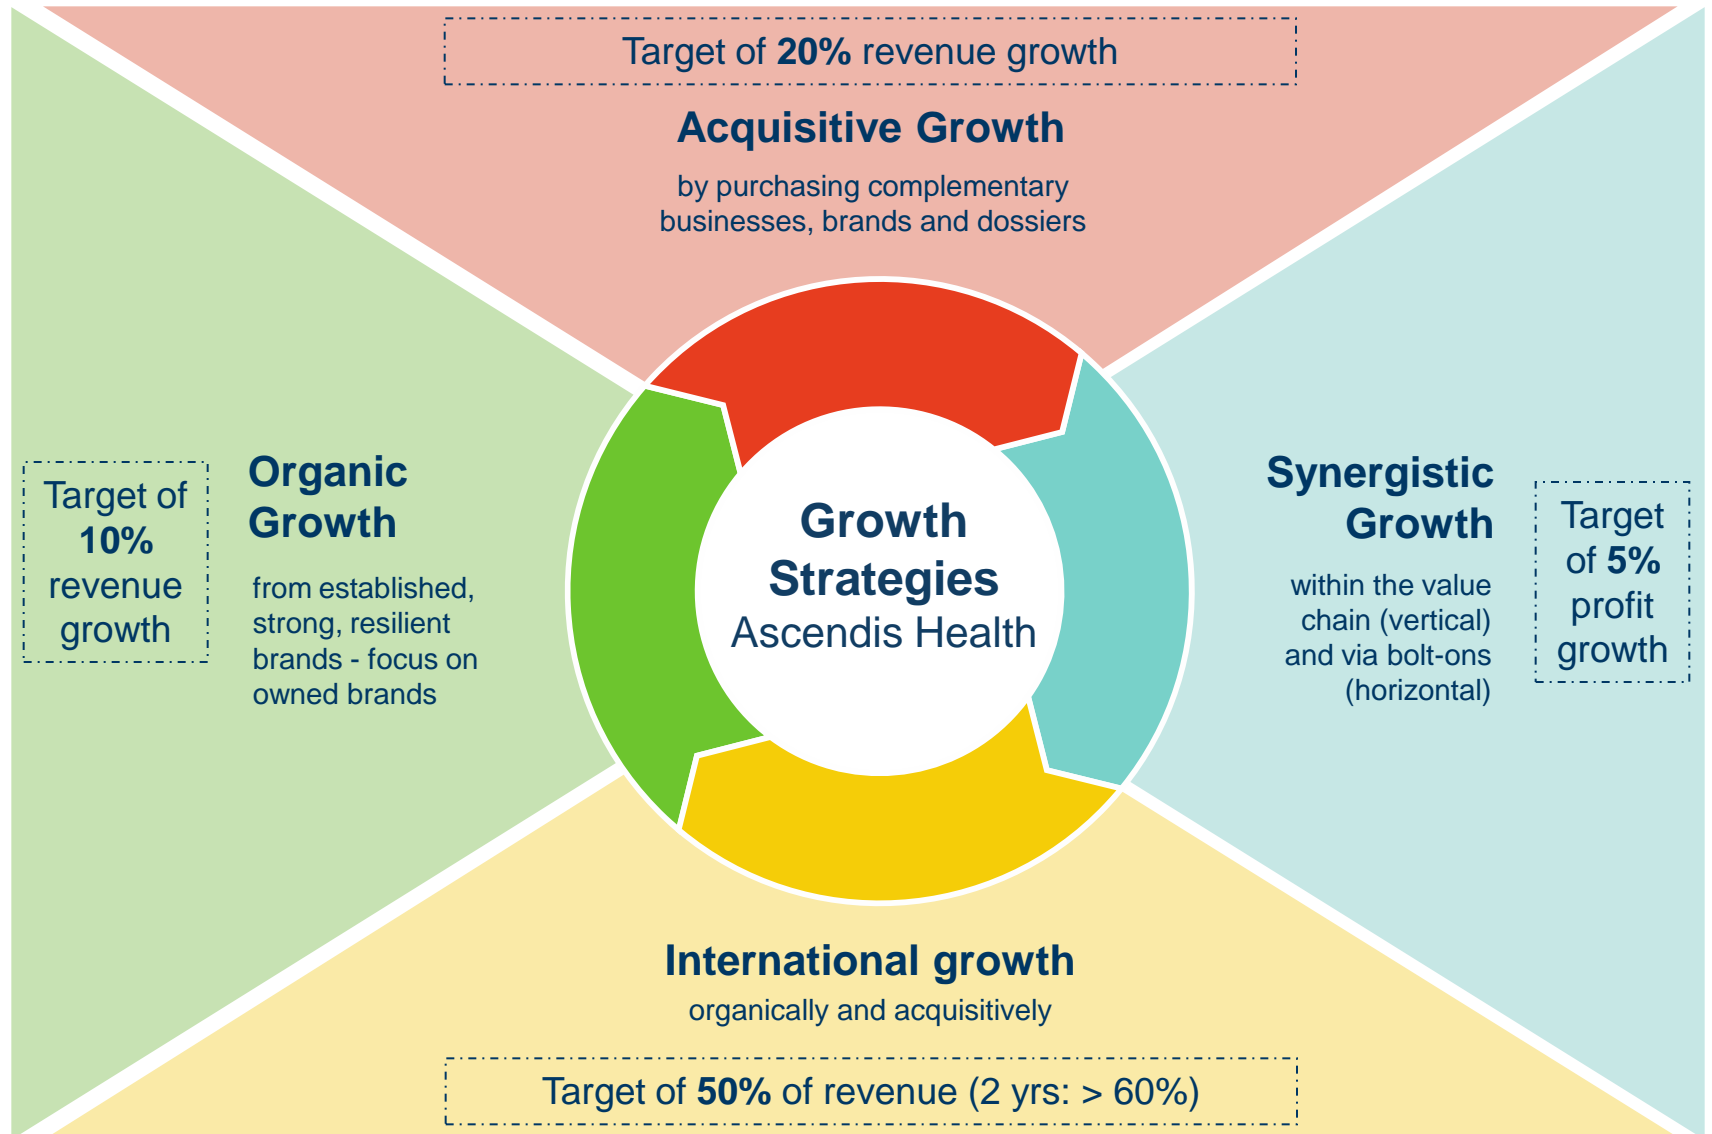 Target of 20% revenue growth
Acquisitive Growth
by purchasing complementary
businesses, brands and dossiers
Target of
10%
revenue
growth
Organic
Growth
from established,
strong, resilient
brands - focus on
owned brands
Growth
Strategies
Ascendis Health
Synergistic
Growth
within the value
chain (vertical)
and via bolt-ons
(horizontal)
Target
of 5%
profit
growth
International growth
organically and acquisitively
Target of 50% of revenue (2 yrs: > 60%)